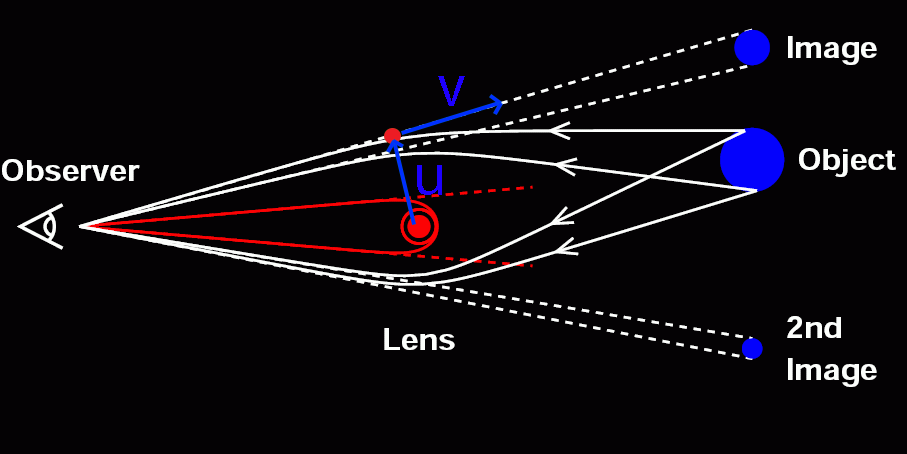 Image
V
Object
Observer
U
Lens
2nd
Image